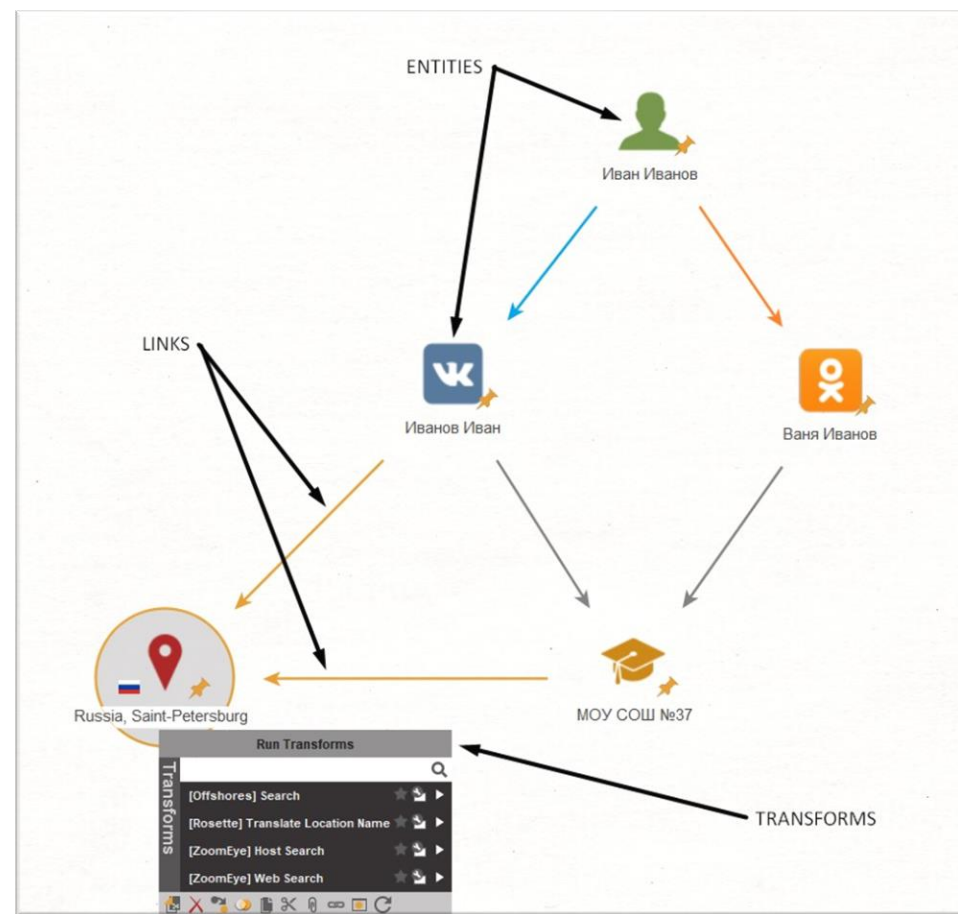 ENTITIES
Иван Иванов
LINKS
Иванов Иван
Ваня Иванов
Russia, Saint-Petersburg
МОУ СОШ №37
Run Transforms
Transforms
[Offshores] Search
[Rosette] Translate Location Name
[ZoomEye] Host Search
[ZoomEye] Web Search
TRANSFORMS